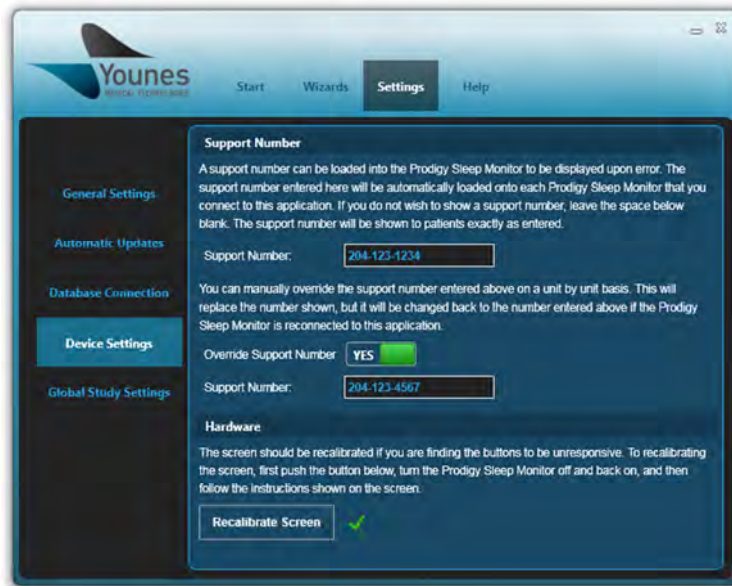 Younes
MEDICAL TECHNOLOGIES
Start Wizards Settings Help
General Settings
Automatic Updates
Database Connection
Device Settings
Global Study Settings
Support Number
A support number can be loaded into the Prodigy Sleep Monitor to be displayed upon error. The
support number entered here will be automatically loaded onto each Prodigy Sleep Monitor that you
connect to this application. If you do not wish to show a support number, leave the space below
blank. The support number will be shown to patients exactly as entered.
Support Number: 204-123-1234
You can manually override the support number entered above on a unit by unit basis. This will
replace the number shown, but it will be changed back to the number entered above if the Prodigy
Sleep Monitor is reconnected to this application.
Override Support Number YES
Support Number: 204-123-4567
Hardware
The screen should be recalibrated if you are finding the buttons to be unresponsive. To recalibrating
the screen, first push the button below, turn the Prodigy Sleep Monitor off and back on, and then
follow the instructions shown on the screen.
Recalibrate Screen